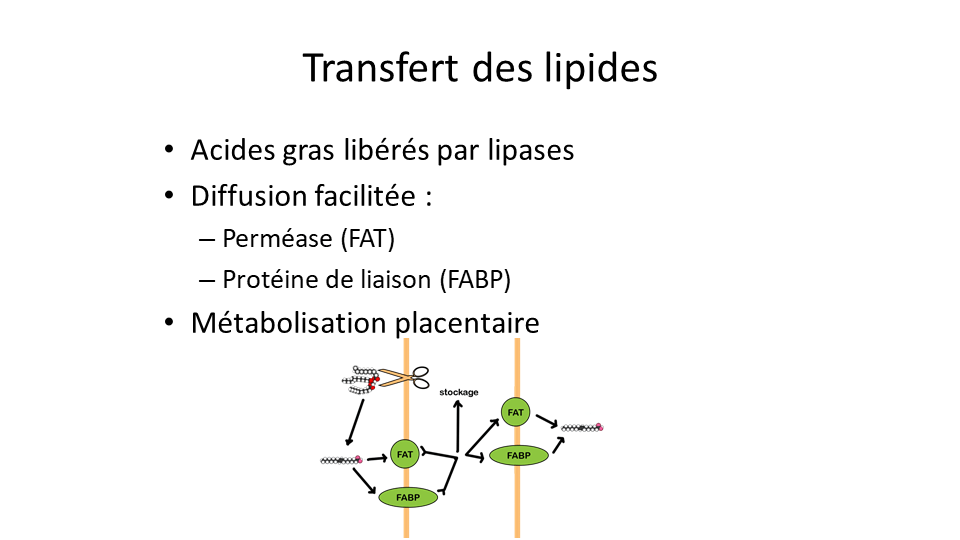 Transfert des lipides
• Acides gras libérés par lipases
• Diffusion facilitée :
– Perméase (FAT)
– Protéine de liaison (FABP)
• Métabolisation placentaire
stockage
FAT
FABP
FAT
FABP